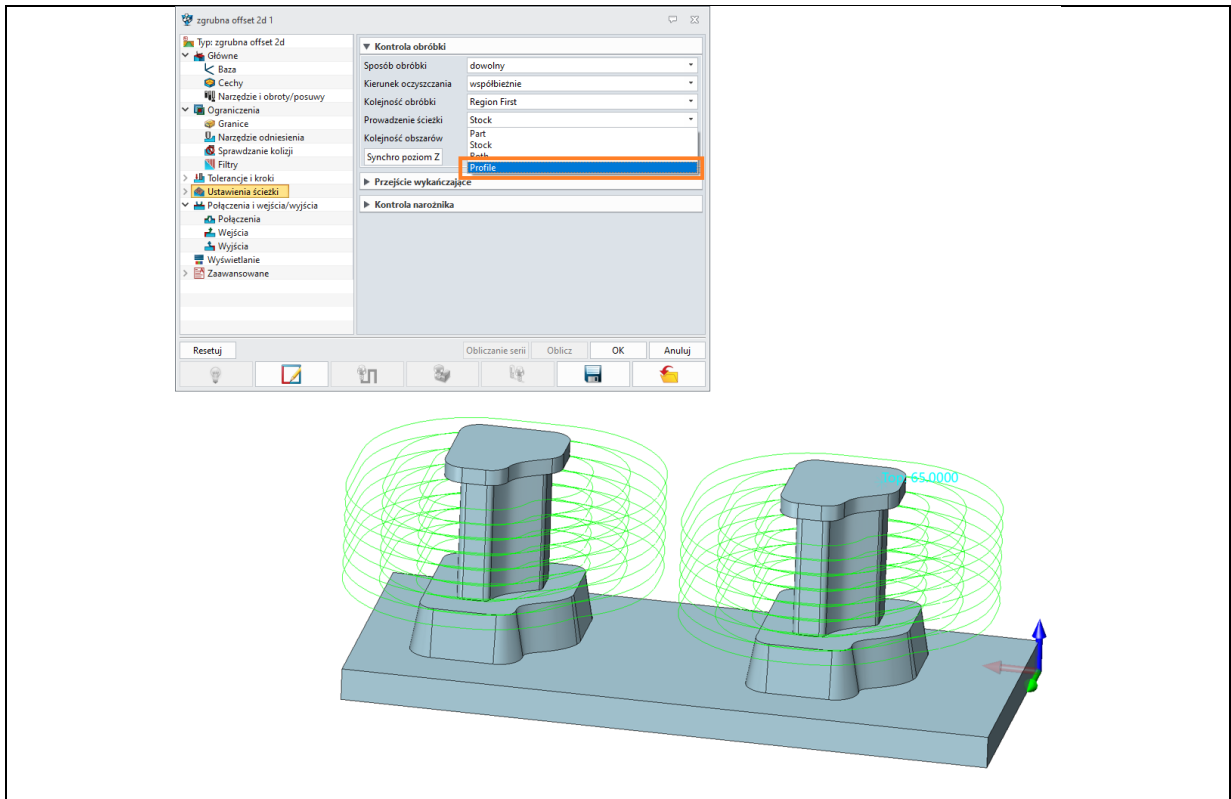 zgrubna offset 2d 1
Typ: zgrubna offset 2d
Główne
Baza
Cechy
Narzędzie i obroty/posuwy
Ograniczenia
Granice
Narzędzie odniesienia
Sprawdzanie kolizji
Filtry
Tolerancje i kroki
Ustawienia ścieżki
Połączenia i wejścia/wyjścia
Połączenia
Wejścia
Wyjścia
Wyświetlanie
Zaawansowane
Kontrola obróbki
Sposób obróbki dowolny
Kierunek oczyszczania współbieżnie
Kolejność obróbki Region First
Prowadzenie ścieżki Stock
Kolejność obszarów Part
Stock
Both
Synchro poziom Z Profile
Przejście wykańczające
Kontrola narożnika
Resetuj Obliczanie serii Oblicz OK Anuluj
65.0000